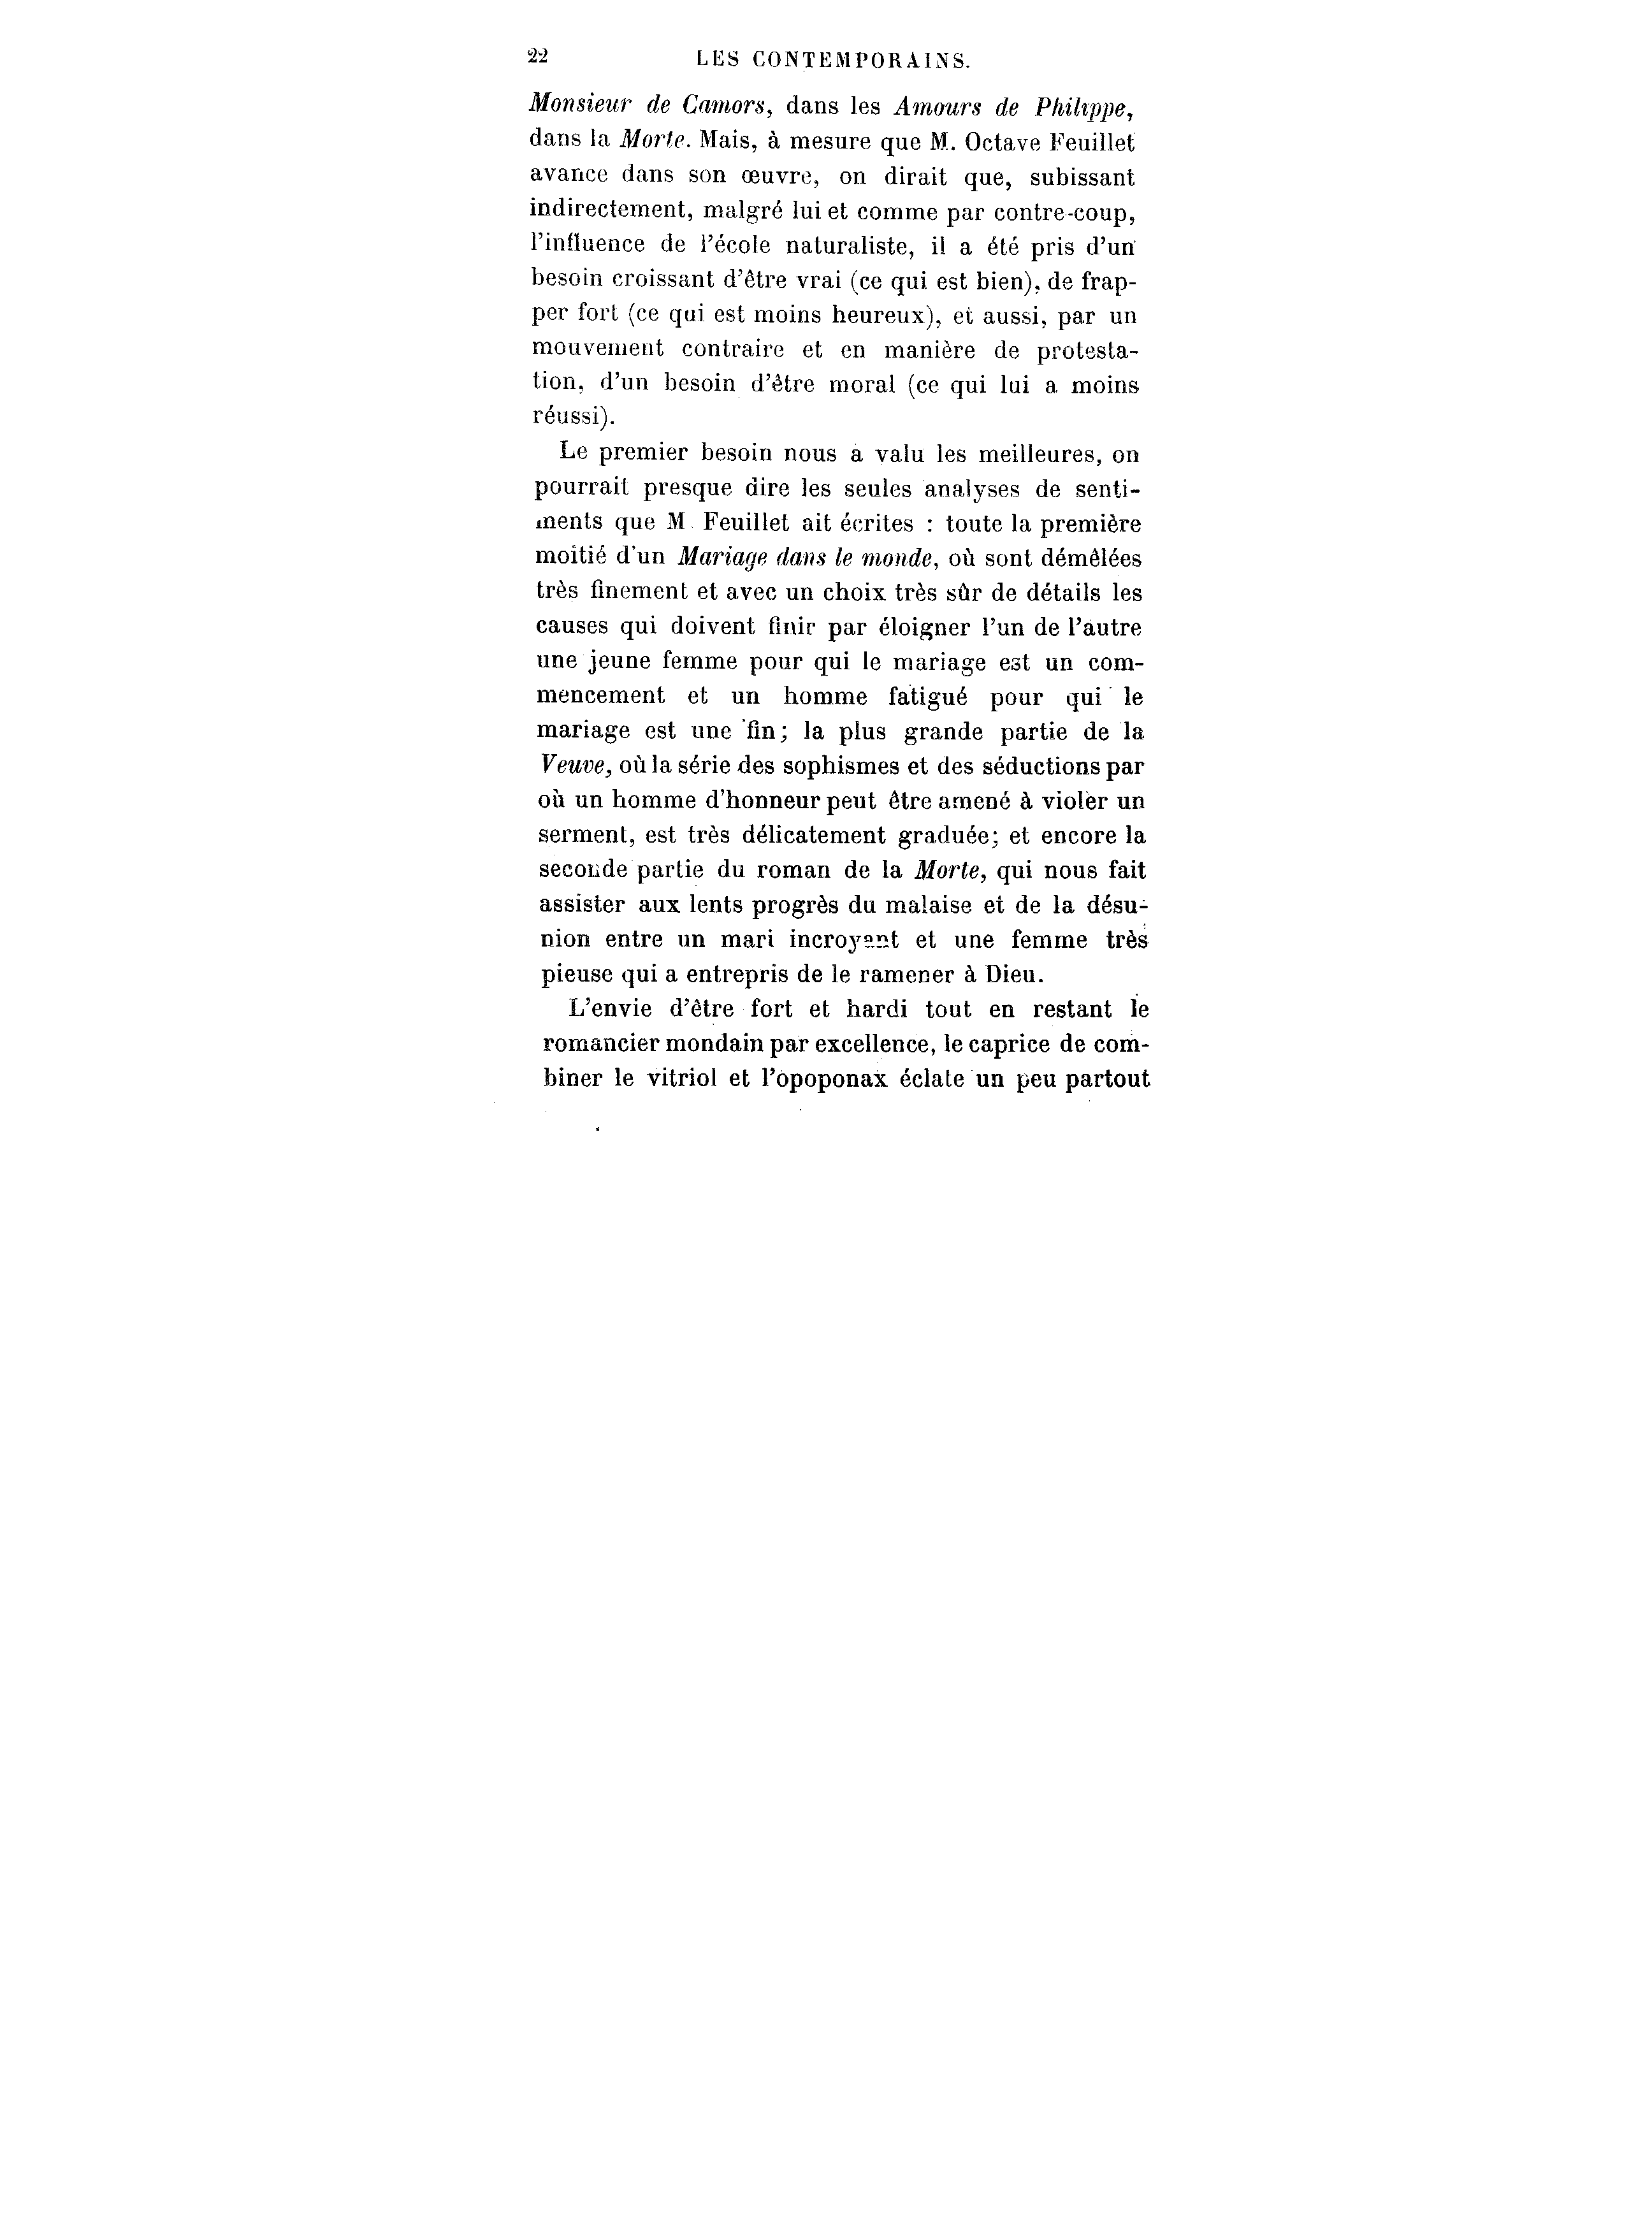 22 LES CONTEMPORAINS.
Monsieur de Camors, dans les Amours de Philippe,
dans la Morte. Mais, à mesure que M. Octave Feuillet
avance dans son œuvre, on dirait que, subissant
indirectement, malgré lui et comme par contre-coup,
l'influence de l'école naturaliste, il a été pris d'un
besoin croissant d'être vrai (ce qui est bien), de frap-
per fort (ce qui est moins heureux), et aussi, par un
mouvement contraire et en manière de protesta-
tion, d'un besoin d'être moral (ce qui lui a moins
réussi).
Le premier besoin nous a valu les meilleures, on
pourrait presque dire les seules analyses de senti-
ments que M Feuillet ait écrites : toute la première
moitié d'un Mariage dans le monde, où sont démêlées
très finement et avec un choix très sûr de détails les
causes qui doivent finir par éloigner l'un de l'autre
une jeune femme pour qui le mariage est un com-
mencement et un homme fatigué pour qui le
mariage est une fin; la plus grande partie de la
Veuve, où la série des sophismes et des séductions par
où un homme d'honneur peut être amené à violer un
serment, est très délicatement graduée; et encore la
seconde partie du roman de la Morte, qui nous fait
assister aux lents progrès du malaise et de la désu-
nion entre un mari incroyant et une femme très
pieuse qui a entrepris de le ramener à Dieu.
L'envie d'être fort et hardi tout en restant le
romancier mondain par excellence, le caprice de com-
biner le vitriol et l'opoponax éclate un peu partout